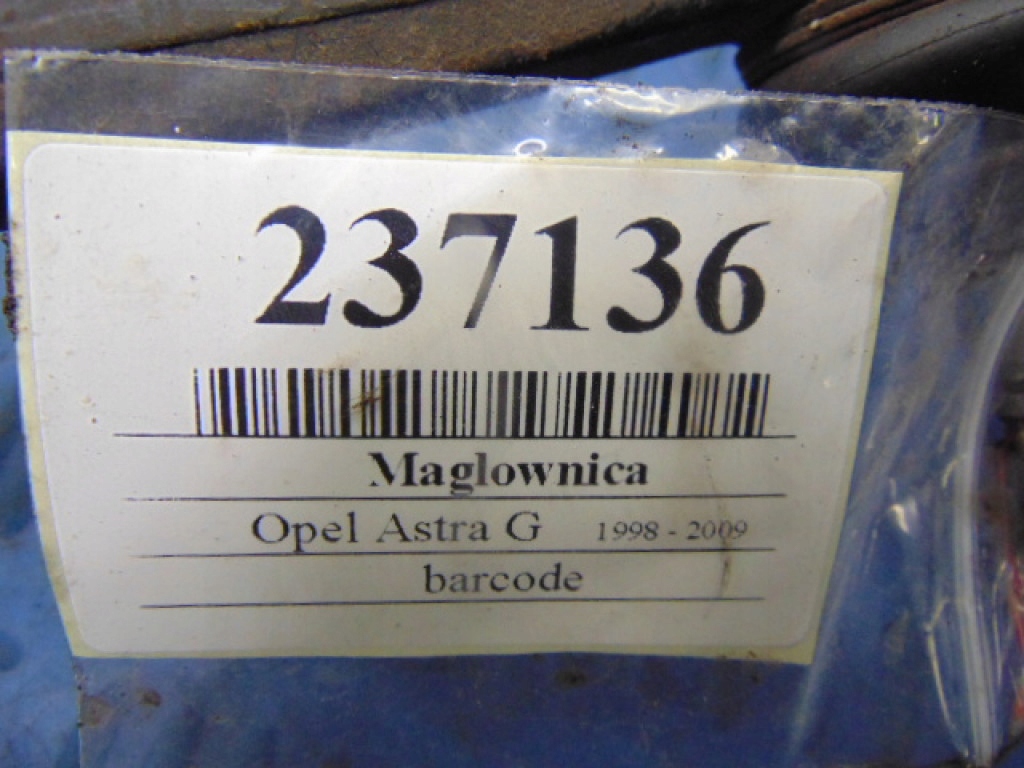 237136
Maglownica
Opel Astra G 1998 - 2009
barcode